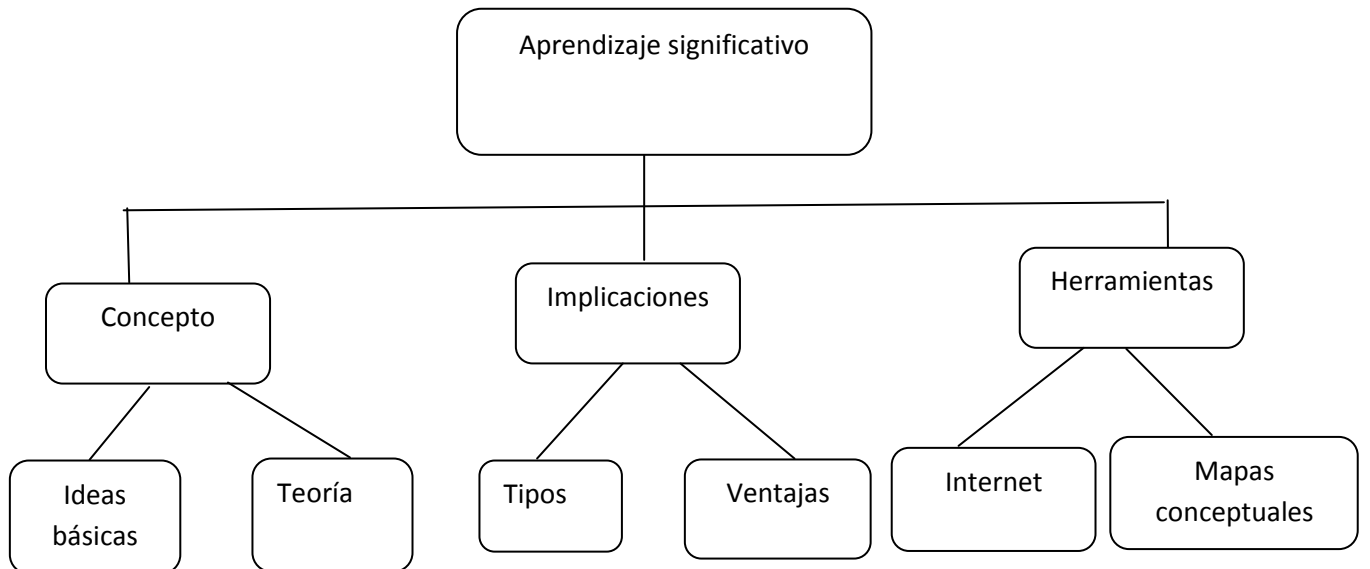 Aprendizaje significativo
Concepto
Implicaciones
Herramientas
Ideas
básicas
Teoría
Tipos
Ventajas
Internet
Mapas
conceptuales